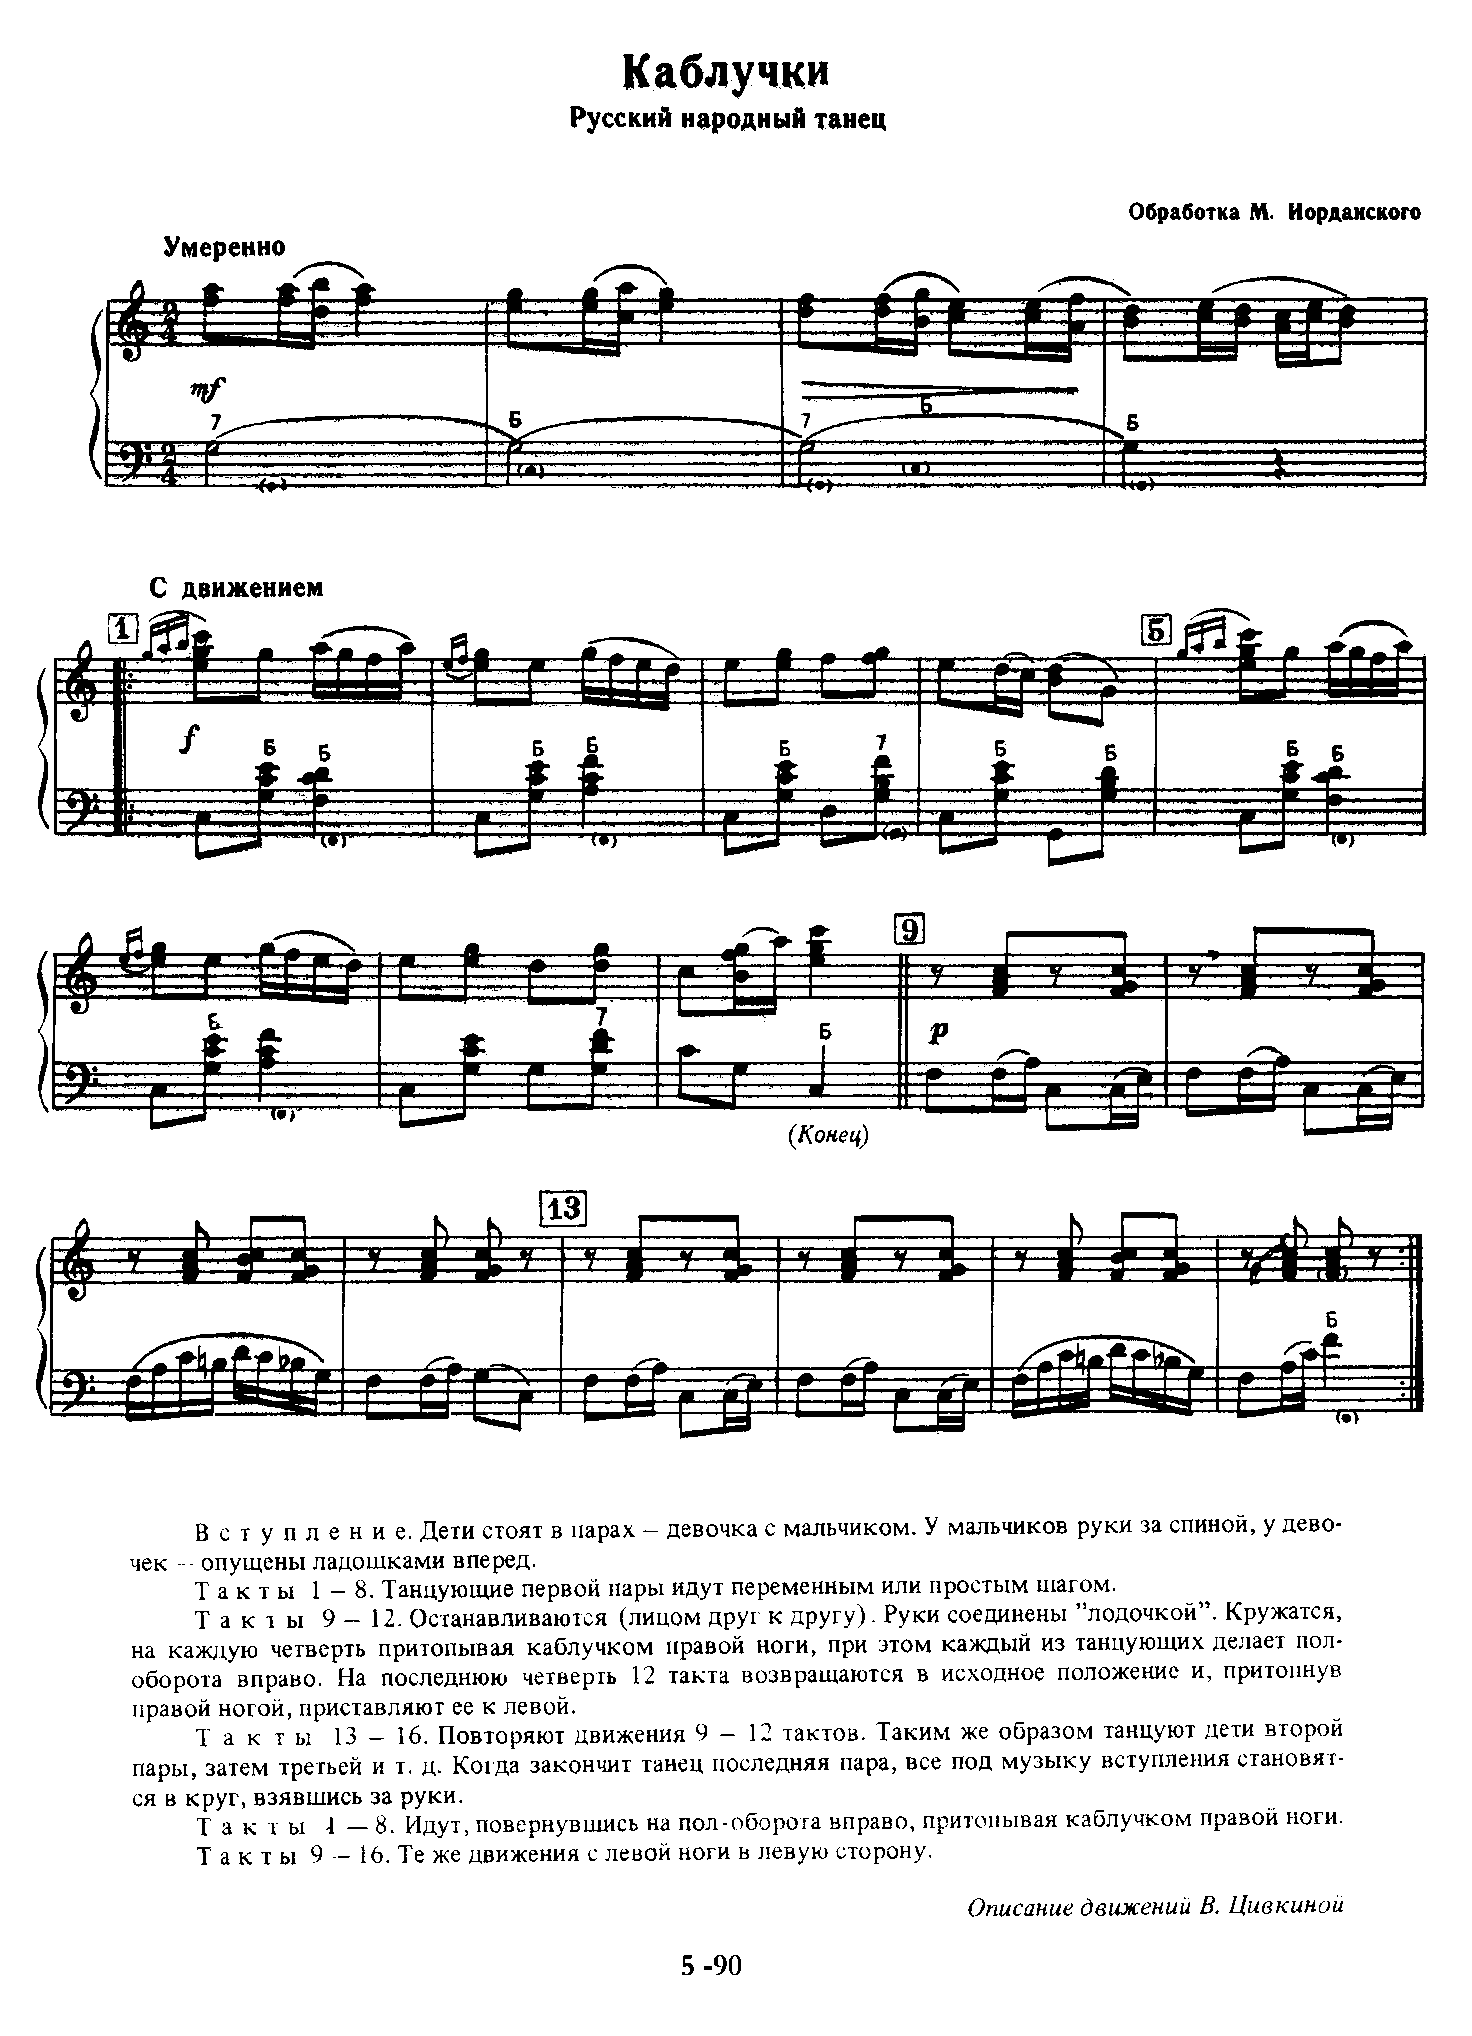 Каблучки
Русский народный танец
Обработка М. Иорданского
Умеренно
mf
7 Б 7 Б Б
С движением
1 5
f
Б Б Б Б Б 7 Б Б Б Б
9
Б 7 Б
p
(Конец)
13
Б
В с т у п л е н и е. Дети стоят в парах — девочка с мальчиком. У мальчиков руки за спиной, у дево-
чек — опущены ладошками вперед.
Т а к т ы 1 — 8. Танцующие первой пары идут переменным или простым шагом.
Т а к т ы 9 — 12. Останавливаются (лицом друг к другу). Руки соединены "лодочкой". Кружатся,
на каждую четверть притопывая каблучком правой ноги, при этом каждый из танцующих делает пол-
оборота вправо. На последнюю четверть 12 такта возвращаются в исходное положение и, притопнув
правой ногой, приставляют ее к левой.
Т а к т ы 13 — 16. Повторяют движения 9 — 12 тактов. Таким же образом танцуют дети второй
пары, затем третьей и т. д. Когда закончит танец последняя пара, все под музыку вступления становят-
ся в круг, взявшись за руки.
Т а к т ы 1 — 8. Идут, повернувшись на пол-оборота вправо, притопывая каблучком правой ноги.
Т а к т ы 9 — 16. Те же движения с левой ноги в левую сторону.
Описание движений В. Цивкиной
5 -90